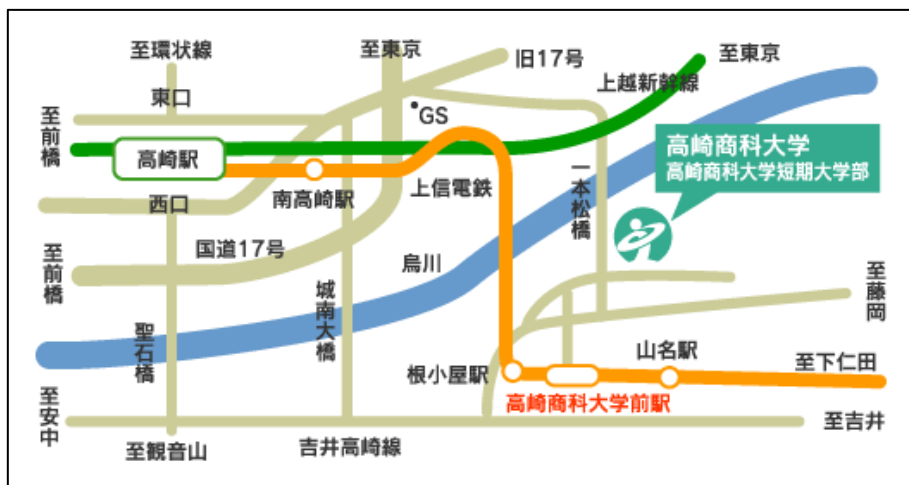 至環状線
至東京
旧17号
至東京
上越新幹線
東口
至前橋
GS
高崎駅
高崎商科大学
高崎商科大学短期大学部
一本松橋
南高崎駅
上信電鉄
西口
国道17号
至前橋
烏川
城南大橋
至藤岡
聖石橋
山名駅
根小屋駅
至下仁田
高崎商科大学前駅
至安中
至吉井
至観音山
吉井高崎線